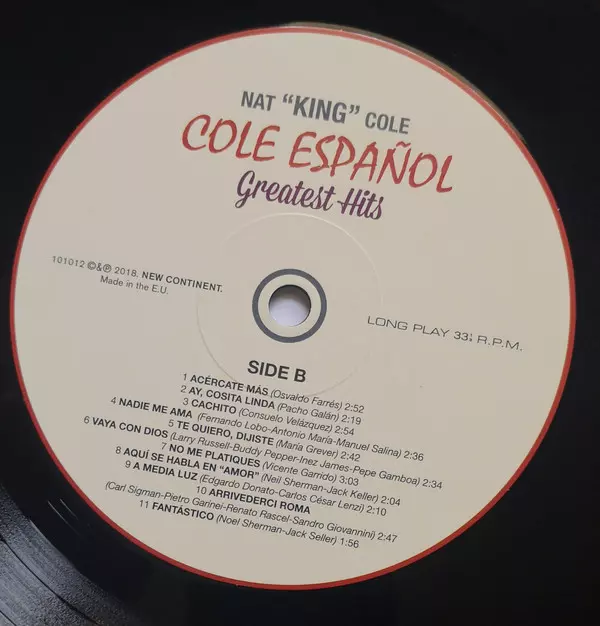 NAT “KING” COLE
COLE ESPAÑOL
Greatest Hits
101012 ©&℗ 2018. NEW CONTINENT.
Made in the E.U.
LONG PLAY 33⅓ R.P.M.
SIDE B
1 ACÉRCATE MÁS (Osvaldo Farrés) 2:52
2 AY, COSITA LINDA (Pacho Galán) 2:19
3 CACHITO (Consuelo Velázquez) 2:54
4 NADIE ME AMA (Fernando Lobo-Antonio María-Manuel Salina) 2:36
5 TE QUIERO, DIJISTE (María Grever) 2:42
6 VAYA CON DIOS (Larry Russell-Buddy Pepper-Inez James-Pepe Gamboa) 2:34
7 NO ME PLATIQUES (Vicente Garrido) 3:03
8 AQUÍ SE HABLA EN “AMOR” (Neil Sherman-Jack Keller) 2:04
9 A MEDIA LUZ (Edgardo Donato-Carlos César Lenzi) 2:10
10 ARRIVEDERCI ROMA
(Carl Sigman-Pietro Garinei-Renato Rascel-Sandro Giovannini) 2:47
11 FANTÁSTICO (Noel Sherman-Jack Seller) 1:56